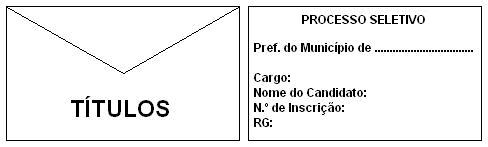 TÍTULOS
PROCESSO SELETIVO
Pref. do Município de .................................
Cargo:
Nome do Candidato:
N.º de Inscrição:
RG: